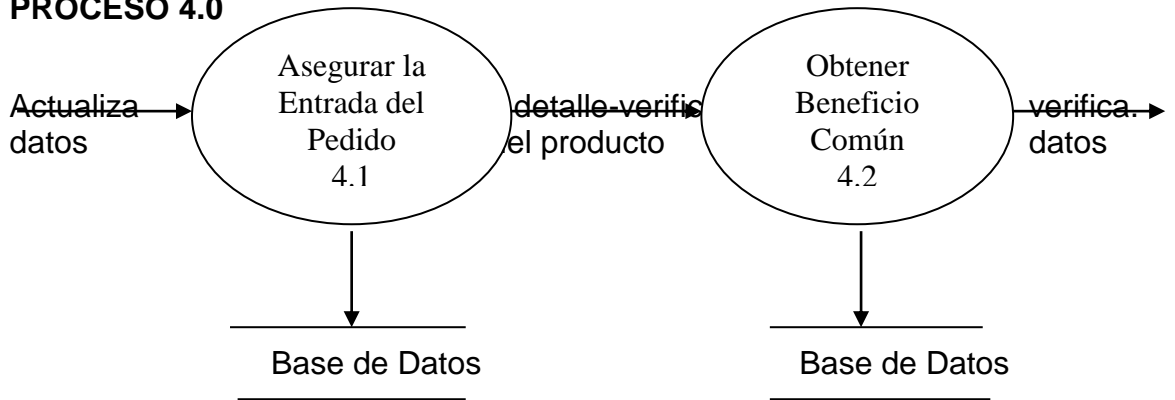 PROCESO 4.0
Actualiza
datos
Asegurar la
Entrada del
Pedido
4.1
detalle-verific
el producto
Obtener
Beneficio
Común
4.2
verifica.
datos
Base de Datos
Base de Datos